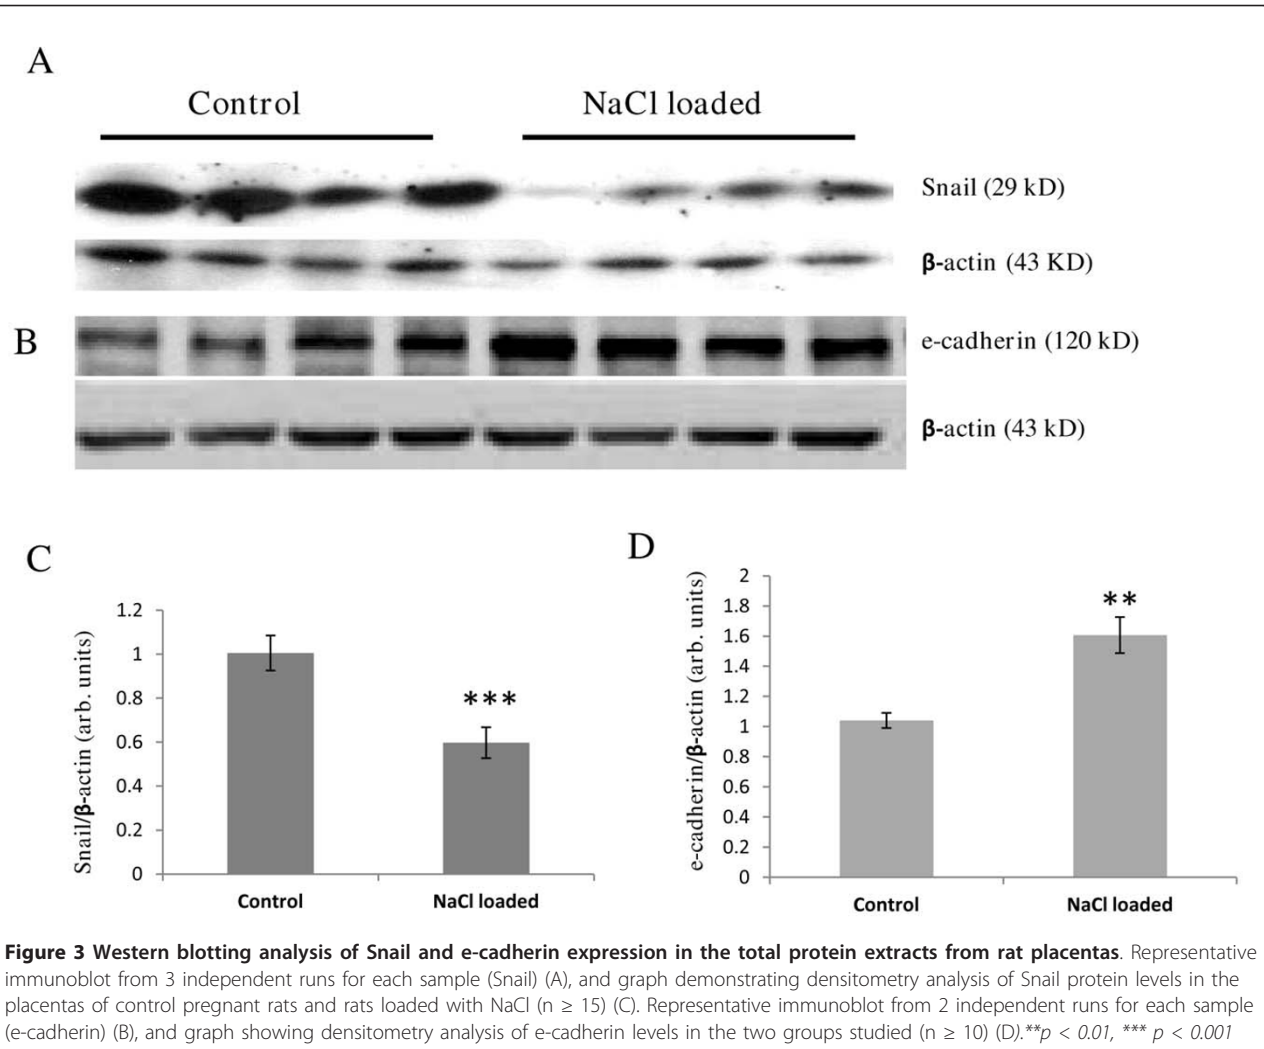 A
Control
NaCl loaded
Snail (29 kD)
β-actin (43 KD)
B
e-cadherin (120 kD)
β-actin (43 kD)
C
Snail/β-actin (arb. units)
1.2
1
0.8
0.6
0.4
0.2
0
***
Control
NaCl loaded
D
e-cadherin/β-actin (arb. units)
2
1.8
1.6
1.4
1.2
1
0.8
0.6
0.4
0.2
0
**
Control
NaCl loaded
Figure 3 Western blotting analysis of Snail and e-cadherin expression in the total protein extracts from rat placentas. Representative
immunoblot from 3 independent runs for each sample (Snail) (A), and graph demonstrating densitometry analysis of Snail protein levels in the
placentas of control pregnant rats and rats loaded with NaCl (n ≥ 15) (C). Representative immunoblot from 2 independent runs for each sample
(e-cadherin) (B), and graph showing densitometry analysis of e-cadherin levels in the two groups studied (n ≥ 10) (D).**p < 0.01, *** p < 0.001